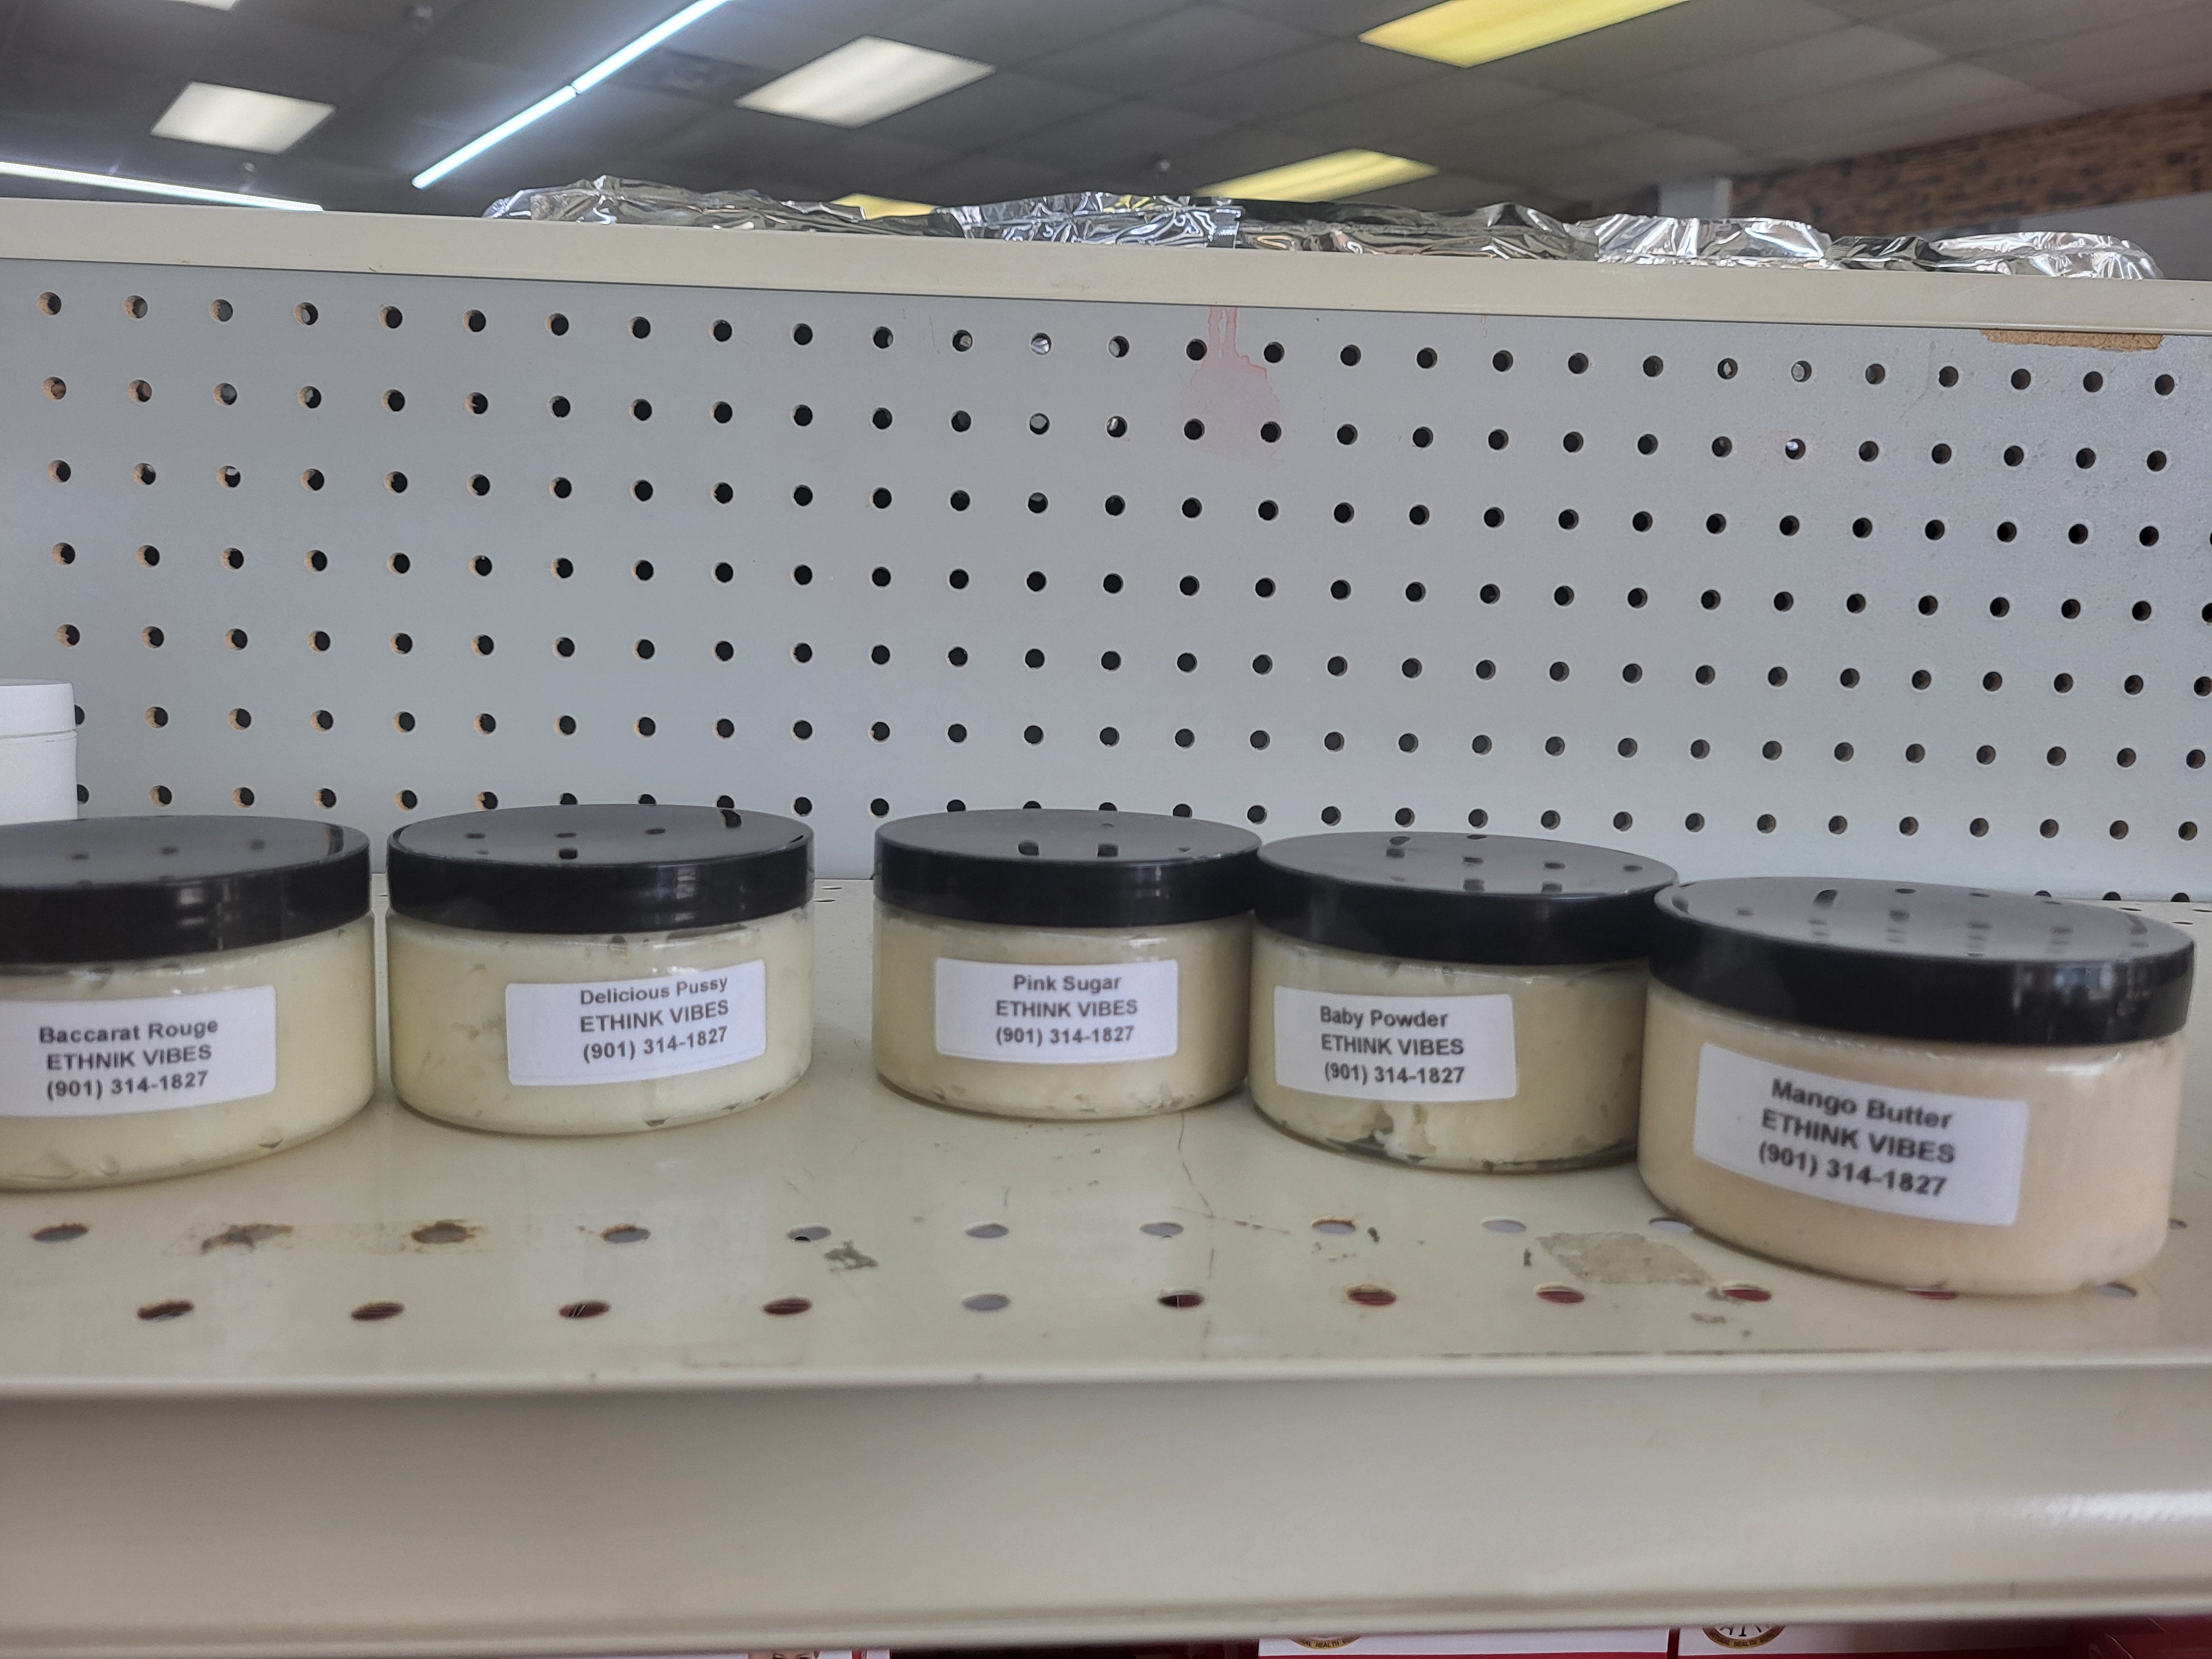 Baccarat Rouge
ETHNIK VIBES
(901) 314-1827
Delicious Pussy
ETHINK VIBES
(901) 314-1827
Pink Sugar
ETHINK VIBES
(901) 314-1827
Baby Powder
ETHINK VIBES
(901) 314-1827
Mango Butter
ETHINK VIBES
(901) 314-1827